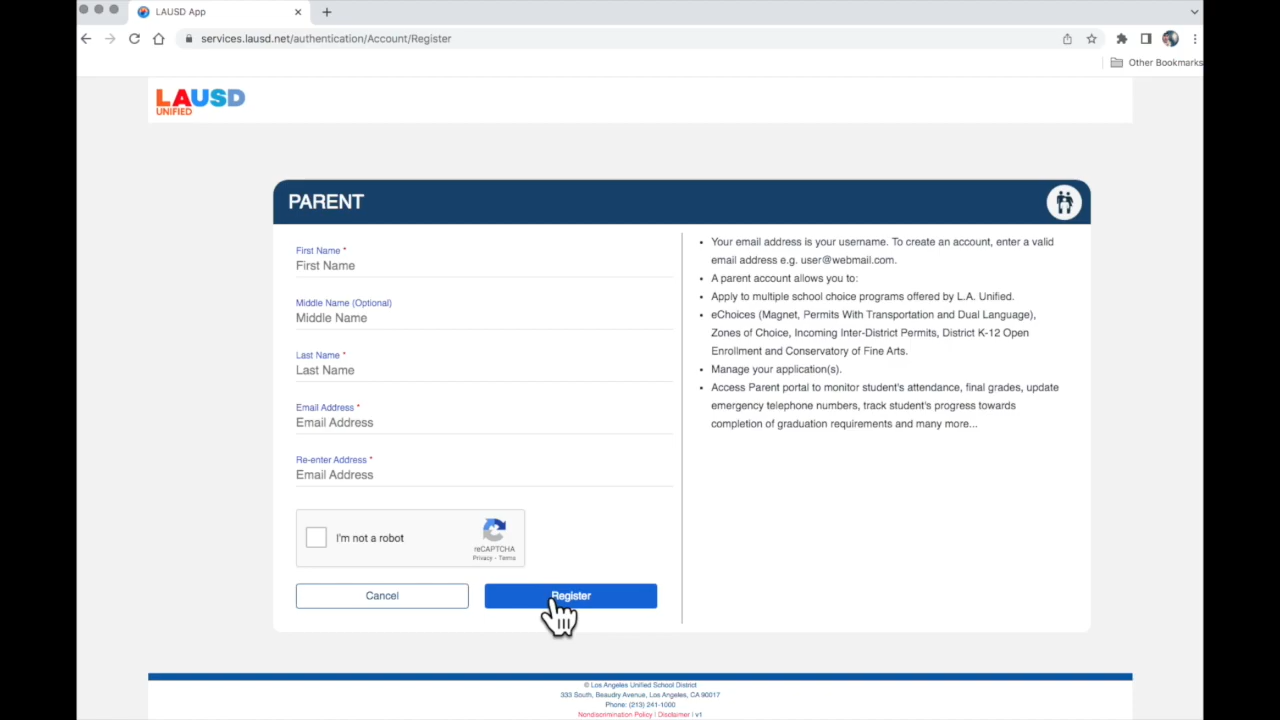 LAUSD App
services.lausd.net/authentication/Account/Register
Other Bookmarks
LAUSD
UNIFIED
PARENT
First Name *
First Name
Middle Name (Optional)
Middle Name
Last Name *
Last Name
Email Address *
Email Address
Re-enter Address *
Email Address
I'm not a robot
reCAPTCHA
Privacy - Terms
Cancel
Register
• Your email address is your username. To create an account, enter a valid
email address e.g. user@webmail.com.
• A parent account allows you to:
• Apply to multiple school choice programs offered by L.A. Unified.
• eChoices (Magnet, Permits With Transportation and Dual Language),
Zones of Choice, Incoming Inter-District Permits, District K-12 Open
Enrollment and Conservatory of Fine Arts.
• Manage your application(s).
• Access Parent portal to monitor student's attendance, final grades, update
emergency telephone numbers, track student's progress towards
completion of graduation requirements and many more...
© Los Angeles Unified School District
333 South, Beaudry Avenue, Los Angeles, CA 90017
Phone: (213) 241-1000
Nondiscrimination Policy | Disclaimer | v1